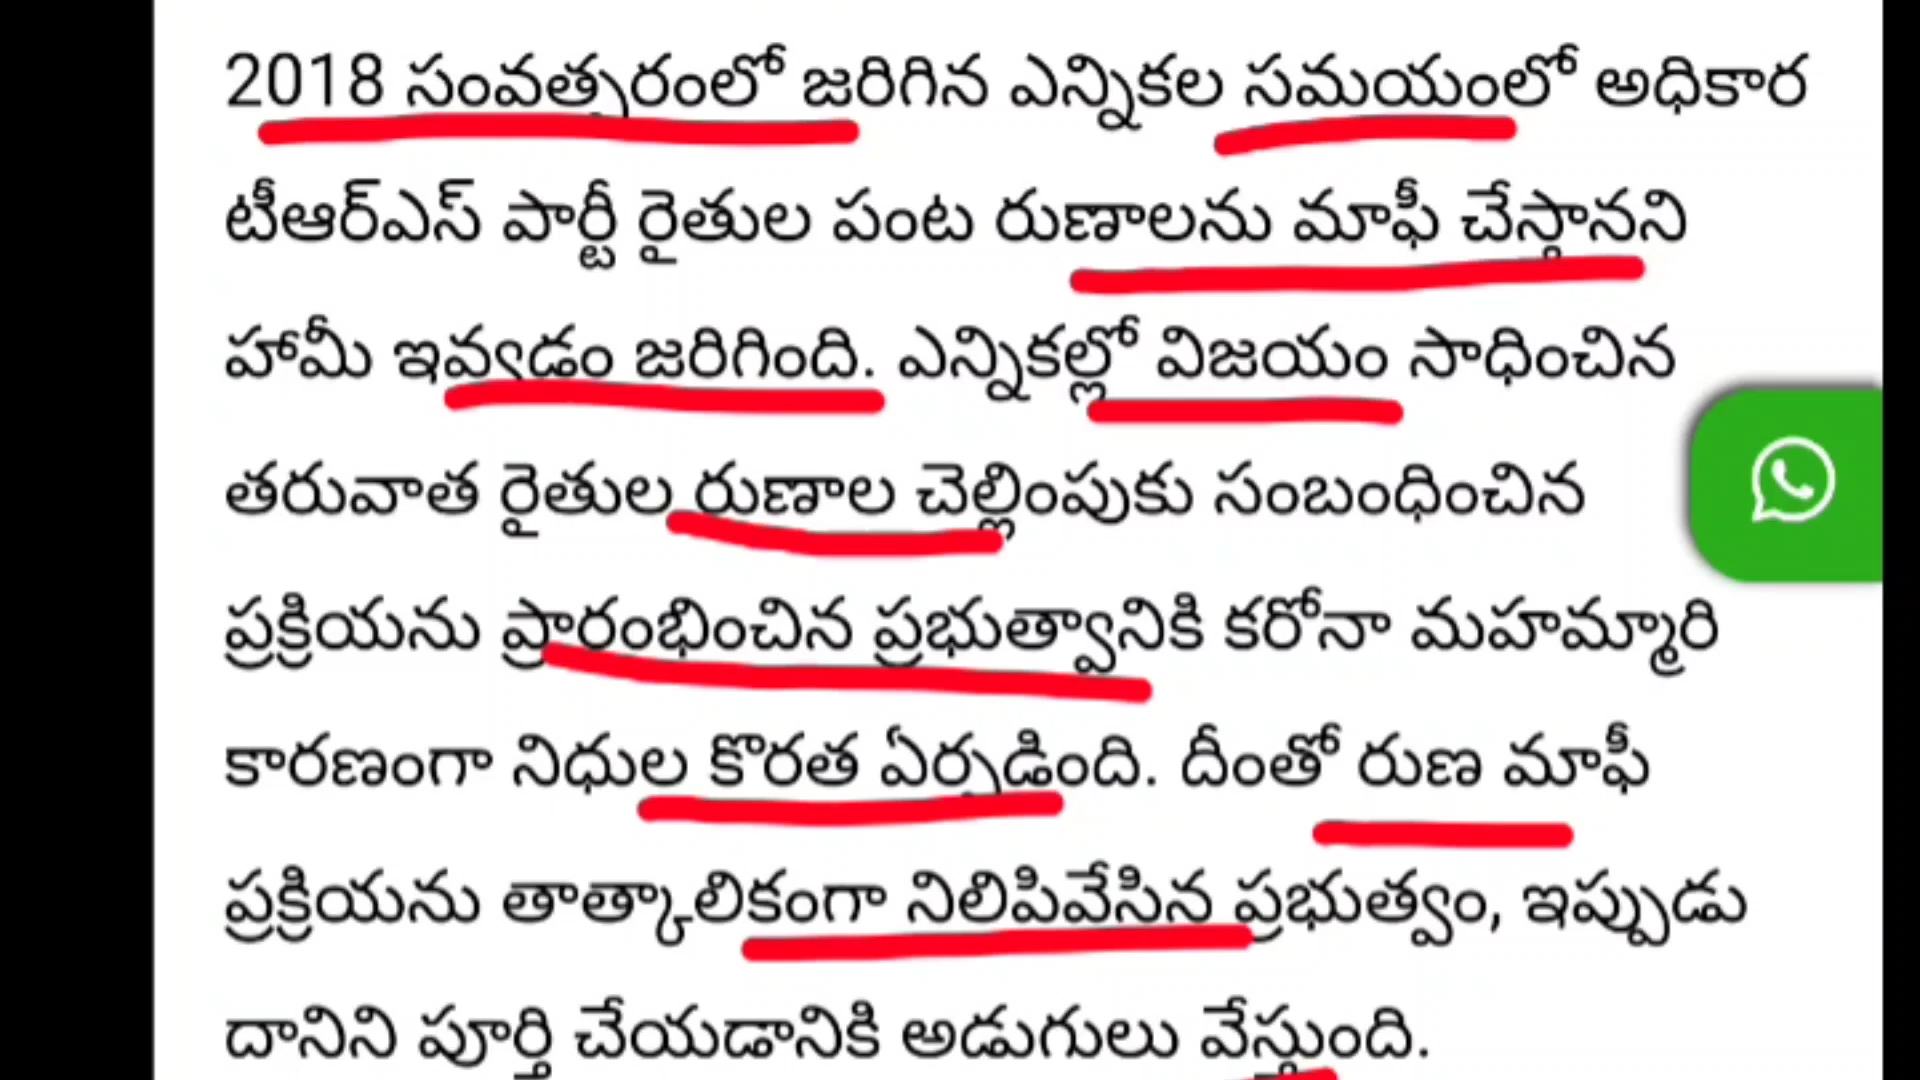 2018 సంవత్సరంలో జరిగిన ఎన్నికల సమయంలో అధికార
టీఆర్ఎస్ పార్టీ రైతుల పంట రుణాలను మాఫీ చేస్తానని
హామీ ఇవ్వడం జరిగింది. ఎన్నికల్లో విజయం సాధించిన
తరువాత రైతుల రుణాల చెల్లింపుకు సంబంధించిన
ప్రక్రియను ప్రారంభించిన ప్రభుత్వానికి కరోనా మహమ్మారి
కారణంగా నిధుల కొరత ఏర్పడింది. దీంతో రుణ మాఫీ
ప్రక్రియను తాత్కాలికంగా నిలిపివేసిన ప్రభుత్వం, ఇప్పుడు
దానిని పూర్తి చేయడానికి అడుగులు వేస్తుంది.